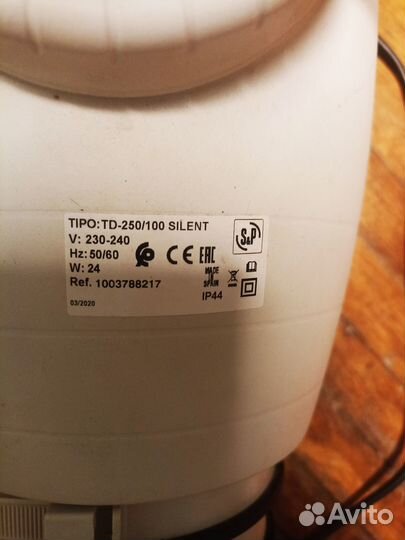 TIPO: TD-250/100 SILENT
V: 230-240
Hz: 50/60
W: 24
Ref. 1003788217
03/2020
CE EAC
MADE
IN
SPAIN
IP44
S&P
Avito